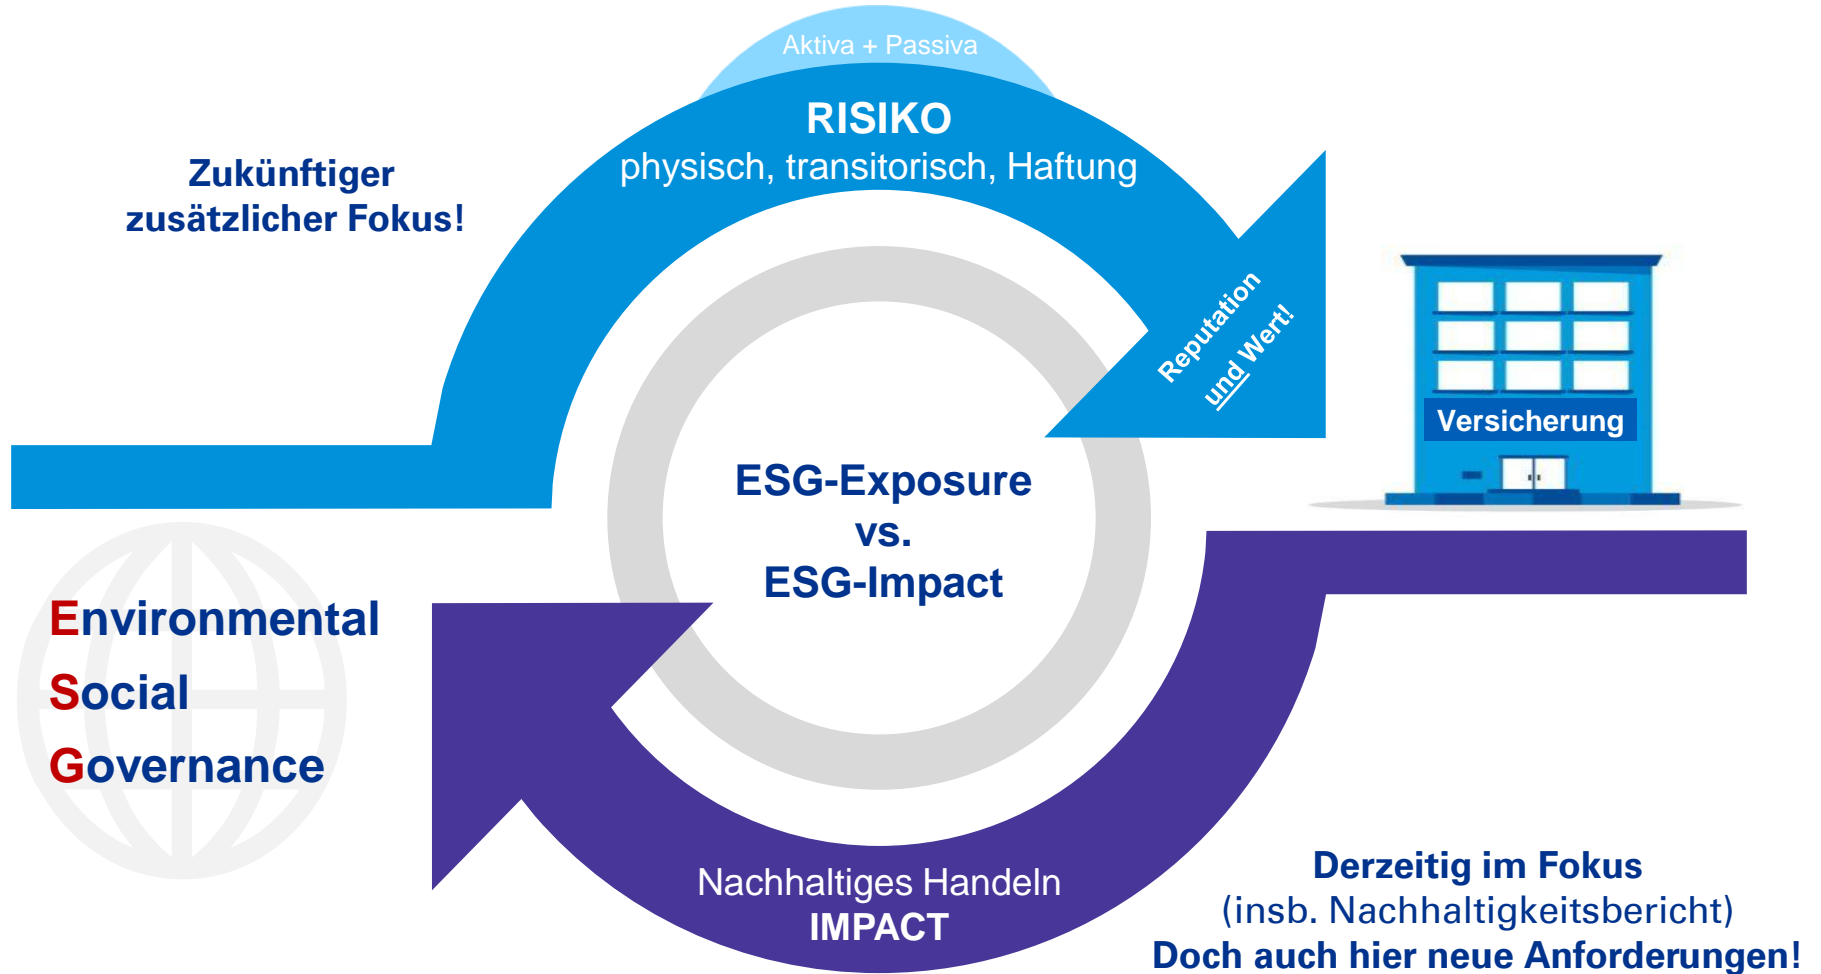 Aktiva + Passiva
RISIKO
physisch, transitorisch, Haftung
Zukünftiger
zusätzlicher Fokus!
Reputation
und Wert!
Versicherung
ESG-Exposure
vs.
ESG-Impact
Environmental
Social
Governance
Nachhaltiges Handeln
IMPACT
Derzeitig im Fokus
(insb. Nachhaltigkeitsbericht)
Doch auch hier neue Anforderungen!